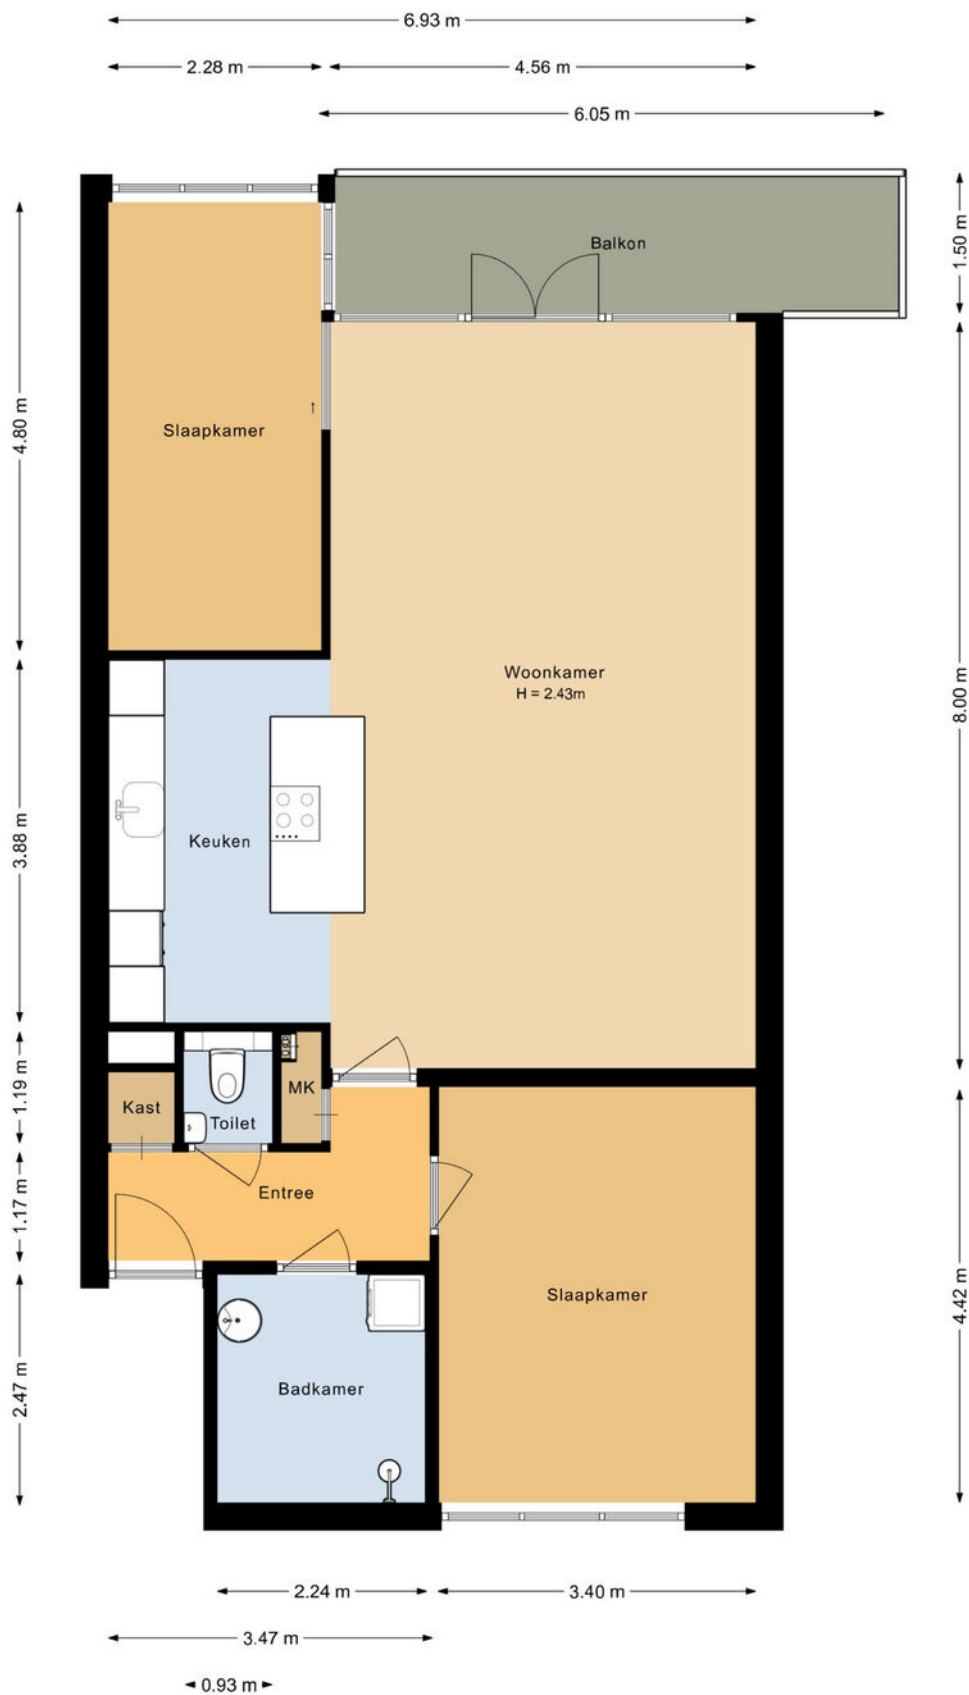 6.93 m
2.28 m
4.56 m
6.05 m
Balkon
1.50 m
4.80 m
Slaapkamer
Woonkamer
H = 2.43m
8.00 m
3.88 m
Keuken
1.19 m
Kast
Toilet
MK
1.17 m
Entree
Slaapkamer
4.42 m
2.47 m
Badkamer
2.24 m
3.40 m
3.47 m
0.93 m